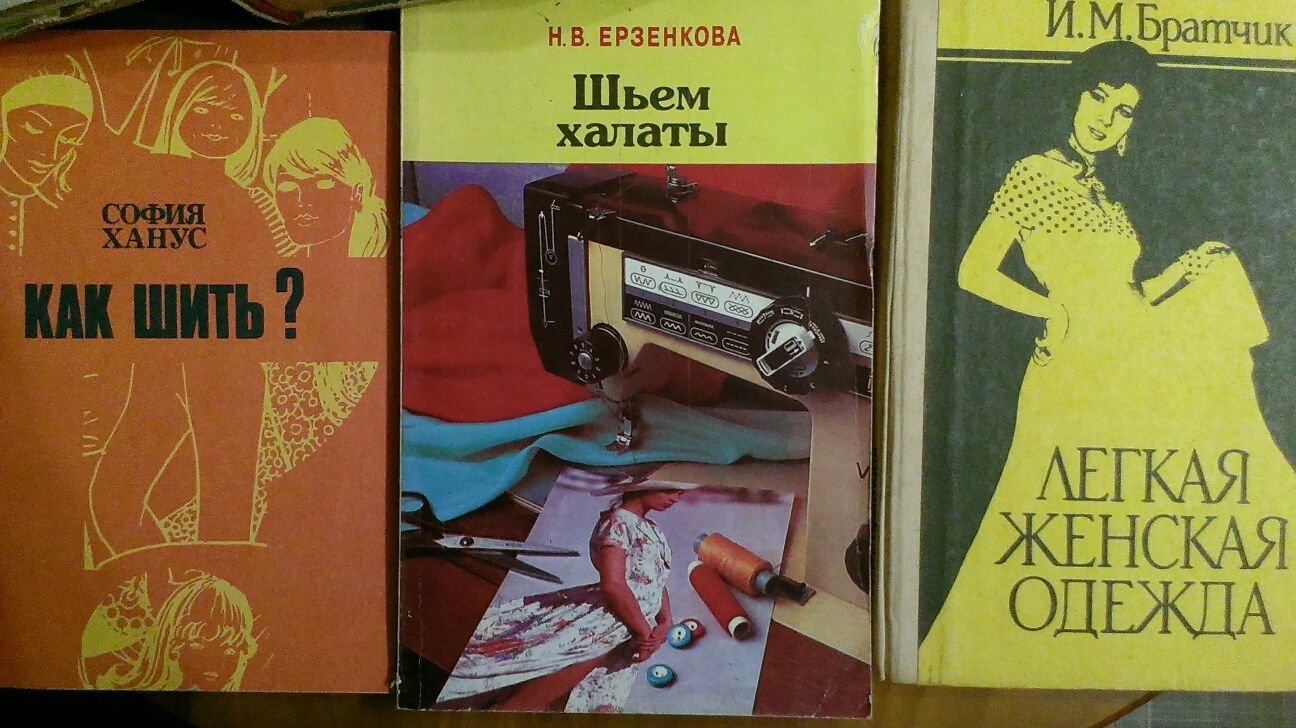 СОФИЯ
ХАНУС
КАК ШИТЬ?
Н. В. ЕРЗЕНКОВА
Шьем
халаты
И. М. Братчик
ЛЕГКАЯ
ЖЕНСКАЯ
ОДЕЖДА